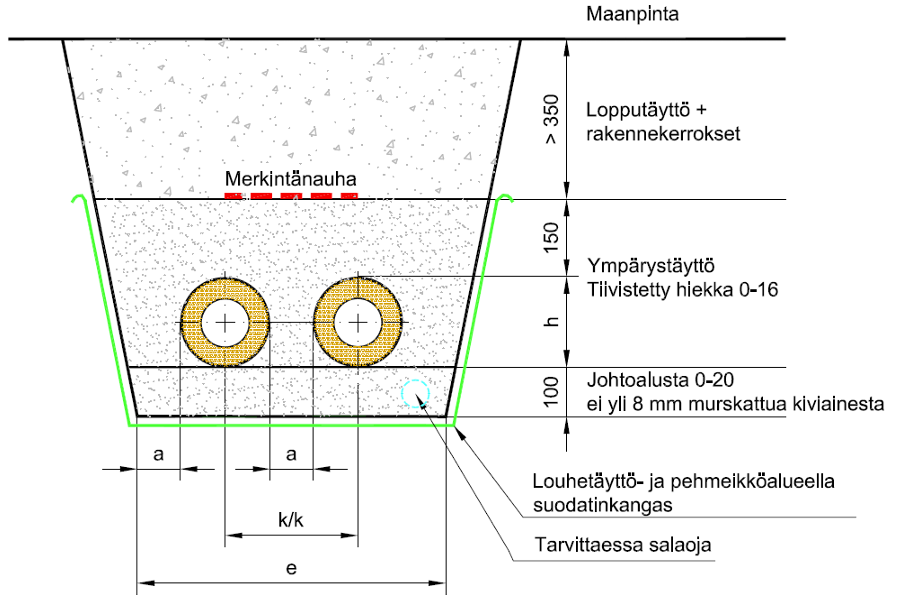 Maanpinta
> 350
Lopputäyttö +
rakennekerrokset
Merkintänauha
150
Ympärystäyttö
Tiivistetty hiekka 0-16
h
100
Johtoalusta 0-20
ei yli 8 mm murskattua kiviainesta
a
a
Louhetäyttö- ja pehmeikköalueella
suodatinkangas
k/k
Tarvittaessa salaoja
e